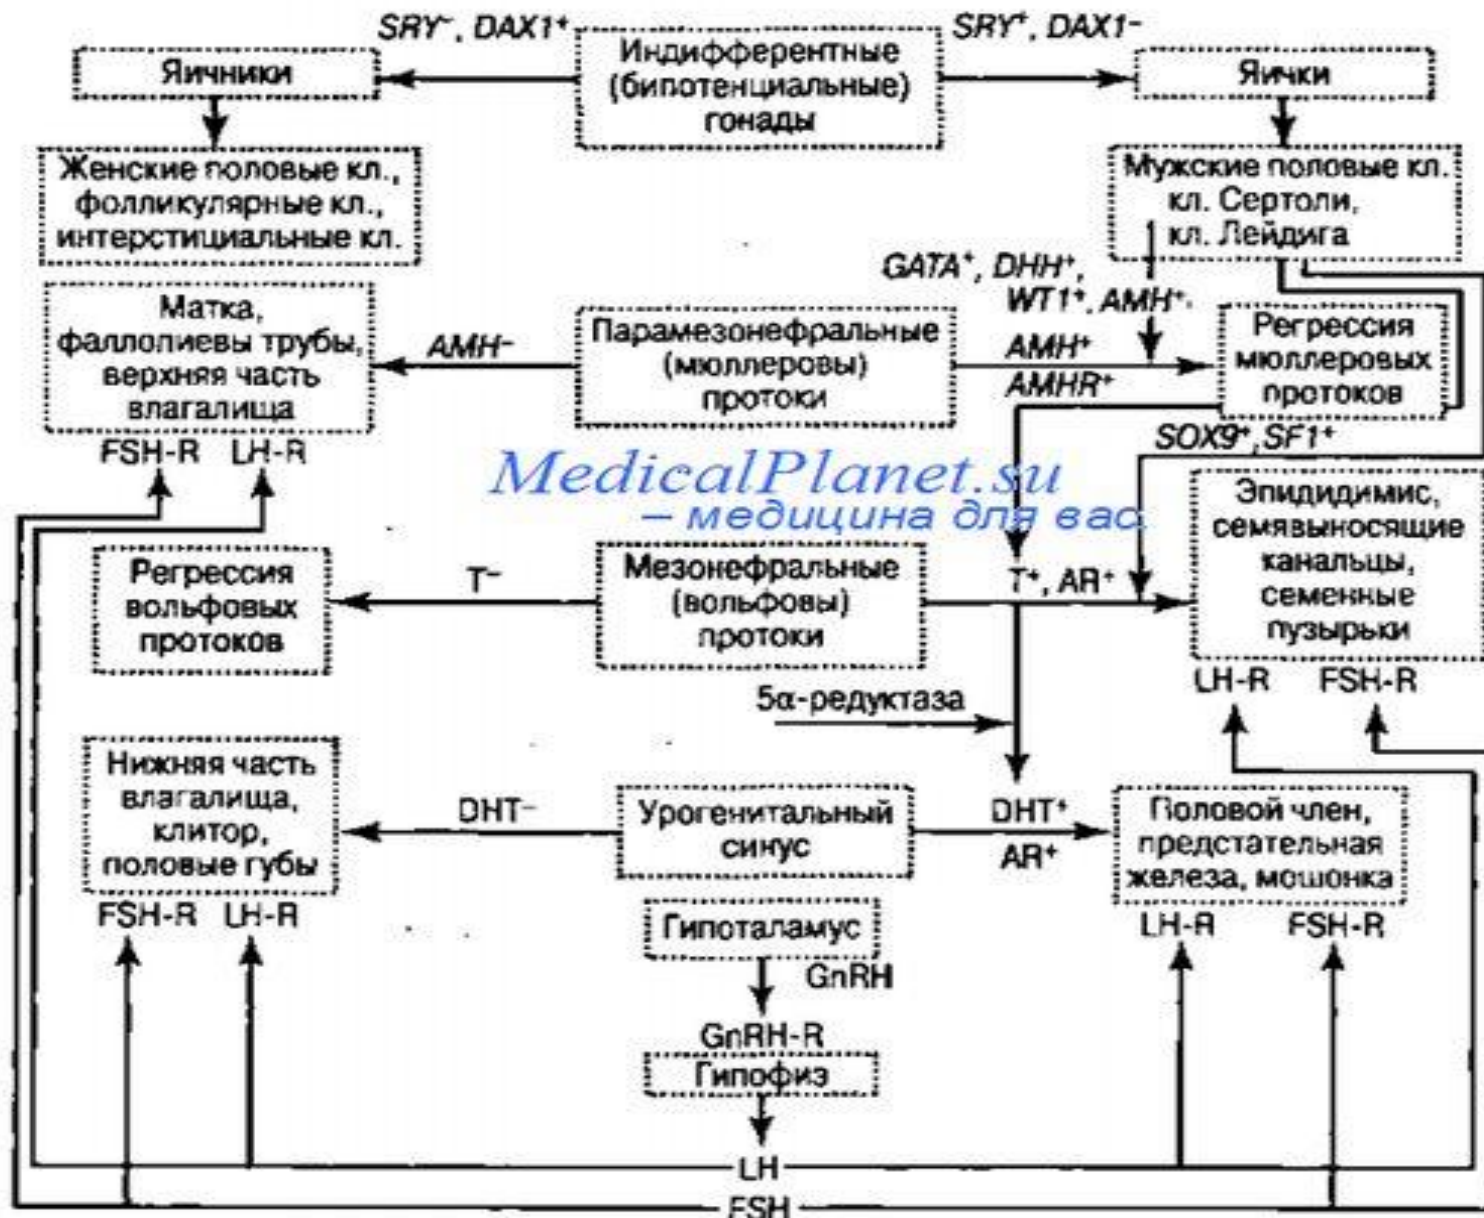 SRY⁻, DAX1⁺
SRY⁺, DAX1⁻
Яичники
Индифферентные
(бипотенциальные)
гонады
Яички
Женские половые кл.,
фолликулярные кл.,
интерстициальные кл.
Мужские половые кл.
кл. Сертоли,
кл. Лейдига
GATA⁺, DHH⁺,
WT1⁺, AMH⁺.
Матка,
фаллопиевы трубы,
верхняя часть
влагалища
AMH⁻
Парамезонефральные
(мюллеровы)
протоки
AMH⁺
AMHR⁺
Регрессия
мюллеровых
протоков
FSH-R LH-R
SOX9⁺, SF1⁺
MedicalPlanet.su
– медицина для вас.
Регрессия
вольфовых
протоков
T⁻
Мезонефральные
(вольфовы)
протоки
T⁺, AR⁺
Эпидидимис,
семявыносящие
канальцы,
семенные
пузырьки
LH-R FSH-R
5α-редуктаза
Нижняя часть
влагалища,
клитор,
половые губы
DHT⁻
Урогенитальный
синус
DHT⁺
AR⁺
Половой член,
предстательная
железа, мошонка
FSH-R LH-R
LH-R FSH-R
Гипоталамус
GnRH
GnRH-R
Гипофиз
LH
FSH